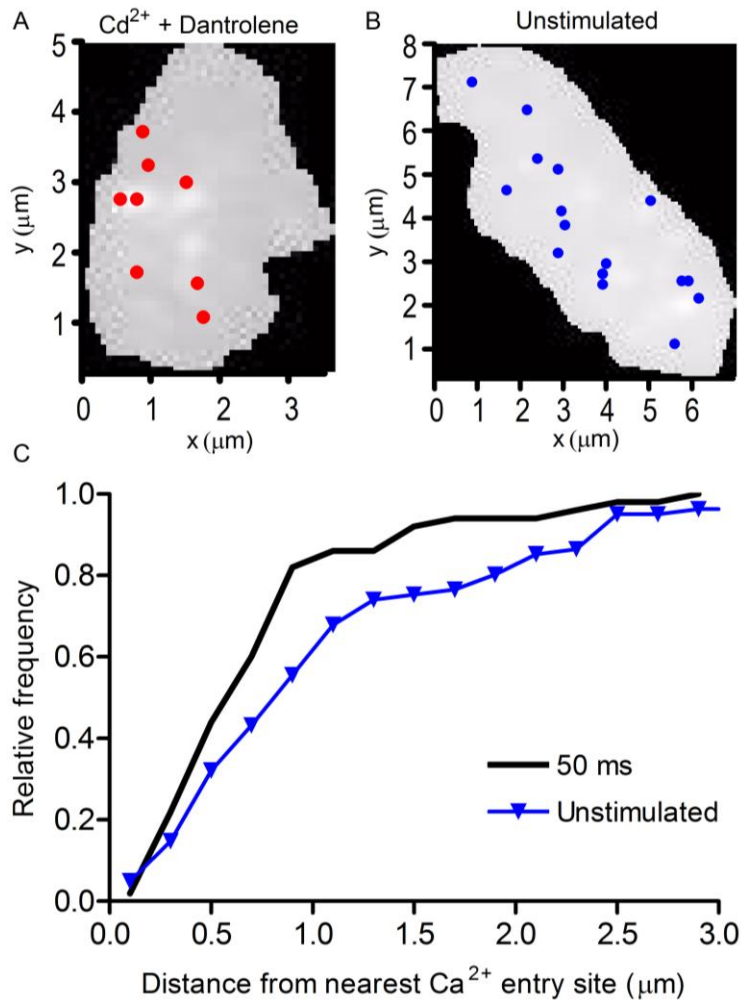 A
Cd2+ + Dantrolene
B
Unstimulated
5
4
3
2
1
y (μm)
0 1 2 3
x (μm)
8
7
6
5
4
3
2
1
y (μm)
0 1 2 3 4 5 6
x (μm)
C
1.0
0.8
0.6
0.4
0.2
0.0
Relative frequency
50 ms
Unstimulated
0.0 0.5 1.0 1.5 2.0 2.5 3.0
Distance from nearest Ca2+ entry site (μm)